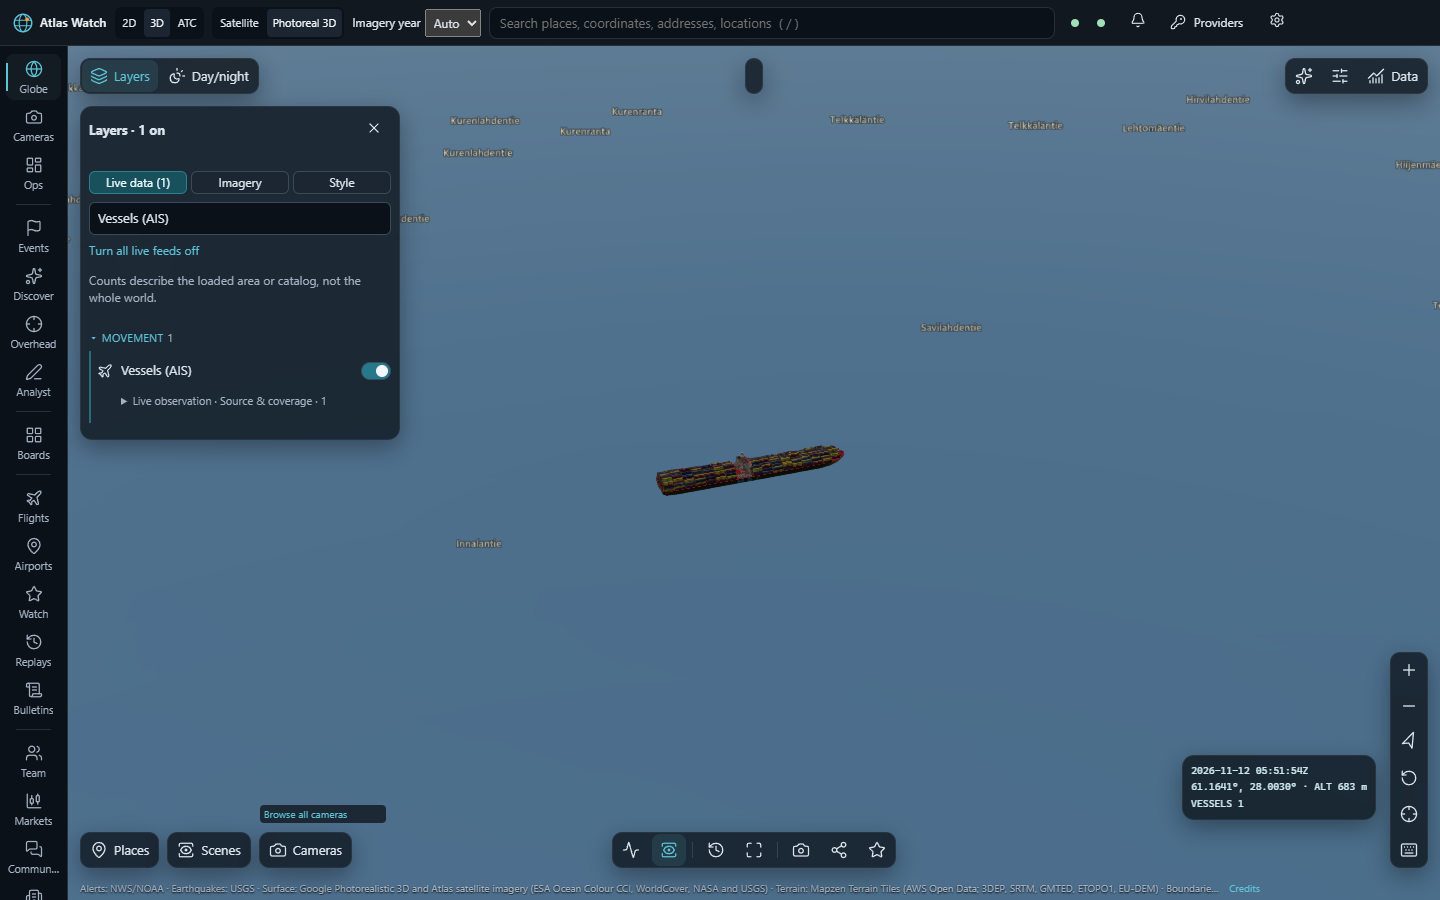 Atlas Watch
2D 3D ATC
Satellite Photoreal 3D
Imagery year Auto
Search places, coordinates, addresses, locations ( / )
Providers
Globe
Cameras
Ops
Events
Discover
Overhead
Analyst
Boards
Flights
Airports
Watch
Replays
Bulletins
Team
Markets
Commun...
Layers Day/night
Data
Layers · 1 on
Live data (1) Imagery Style
Vessels (AIS)
Turn all live feeds off
Counts describe the loaded area or catalog, not the
whole world.
MOVEMENT 1
Vessels (AIS)
Live observation · Source & coverage · 1
Kurenlahdentie
Kurenranta
Kurenranta
Kurenlahdentie
Telkkälantie
Telkkälantie
Lehtomäentie
Hirvilahdentie
Savilahdentie
Innalantie
2026-11-12 05:51:54Z
61.1641°, 28.0030° · ALT 683 m
VESSELS 1
Browse all cameras
Places Scenes Cameras
Alerts: NWS/NOAA · Earthquakes: USGS · Surface: Google Photorealistic 3D and Atlas satellite imagery (ESA Ocean Colour CCI, WorldCover, NASA and USGS) · Terrain: Mapzen Terrain Tiles (AWS Open Data; 3DEP, SRTM, GMTED, ETOPO1, EU-DEM) · Boundarie... Credits